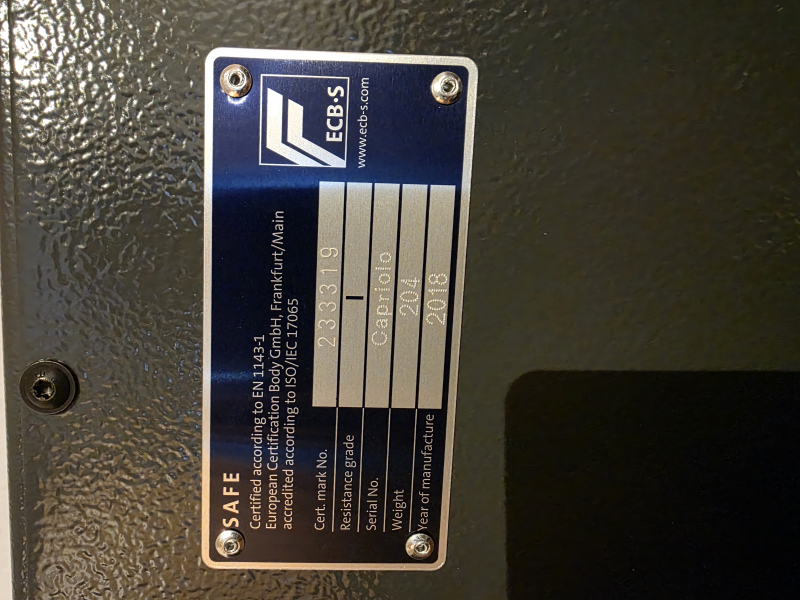 SAFE
Certified according to EN 1143-1
European Certification Body GmbH, Frankfurt/Main
accredited according to ISO/IEC 17065
ECB·S
www.ecb-s.com
Cert. mark No. 233319
Resistance grade I
Serial No. Capriolo
Weight 204
Year of manufacture 2018